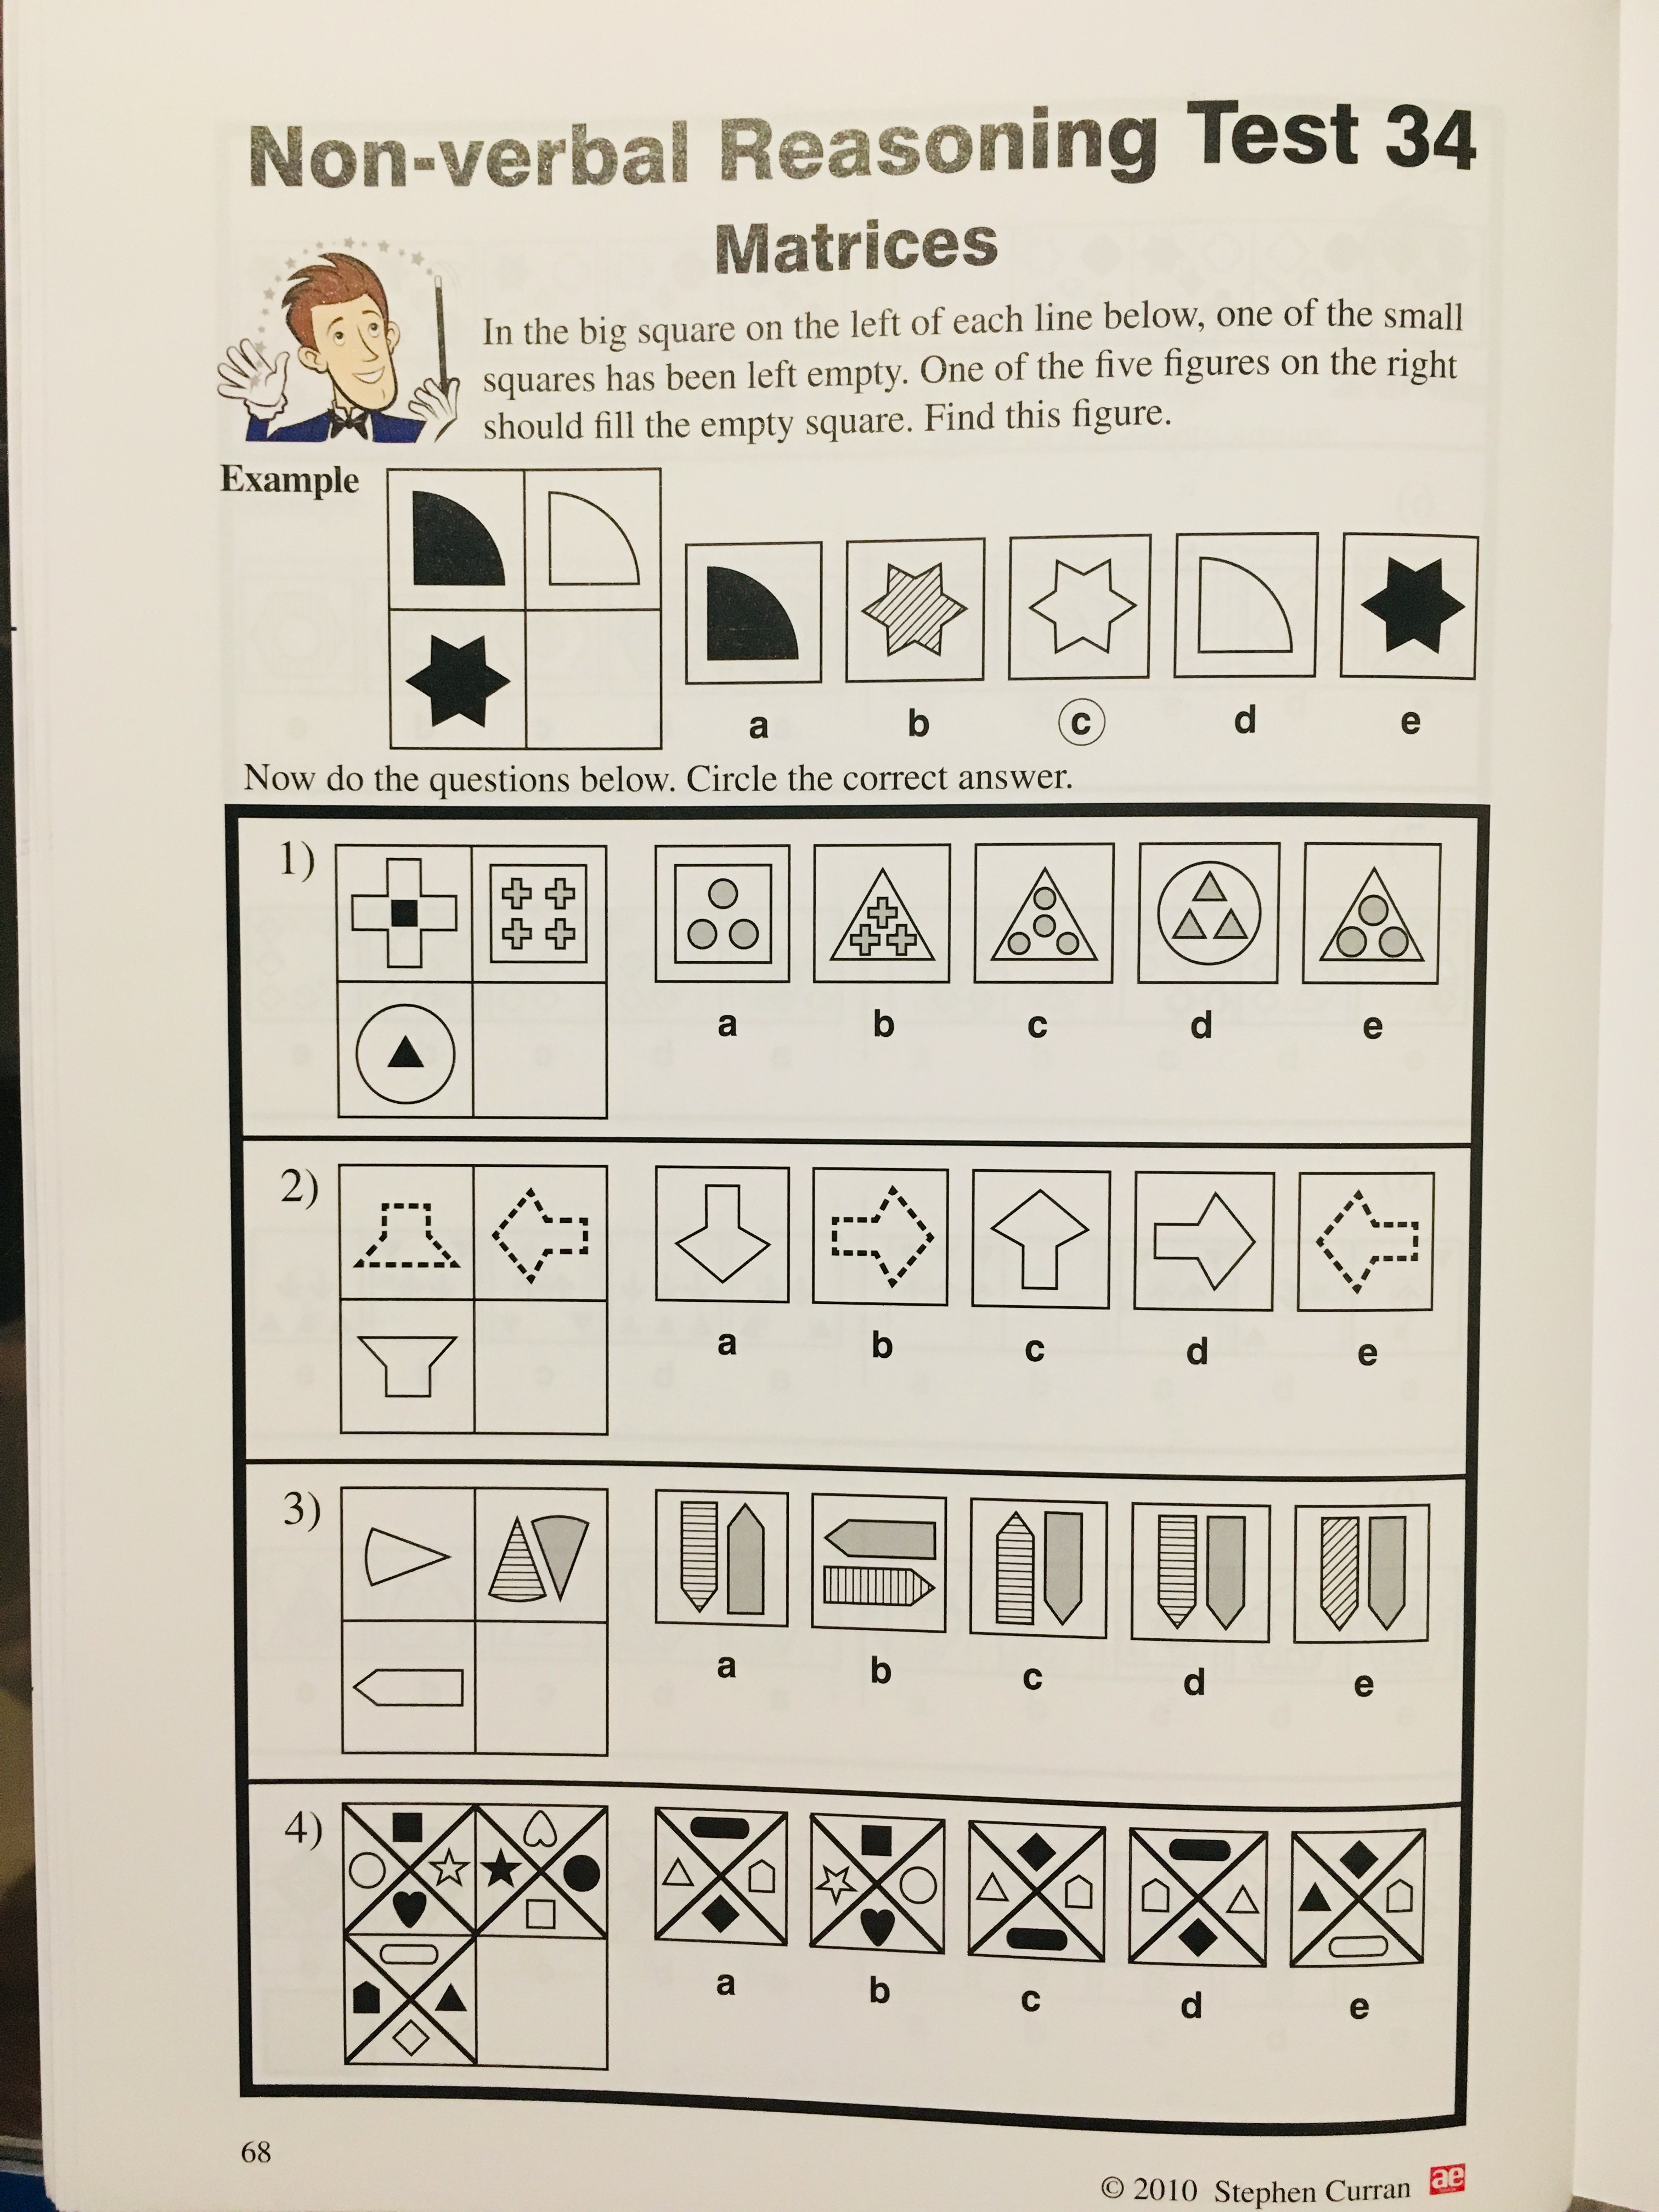 Non-verbal Reasoning Test 34
Matrices
In the big square on the left of each line below, one of the small
squares has been left empty. One of the five figures on the right
should fill the empty square. Find this figure.
Example
a b c d e
Now do the questions below. Circle the correct answer.
1)
a b c d e
2)
a b c d e
3)
a b c d e
4)
a b c d e
68
© 2010 Stephen Curran ae